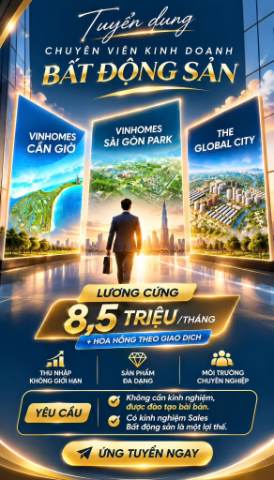 Tuyển dụng
CHUYÊN VIÊN KINH DOANH
BẤT ĐỘNG SẢN
VINHOMES
CẦN GIỜ
VINHOMES
SÀI GÒN PARK
THE
GLOBAL CITY
LƯƠNG CỨNG
8,5 TRIỆU/THÁNG
+ HOA HỒNG THEO GIAO DỊCH
THU NHẬP
KHÔNG GIỚI HẠN
SẢN PHẨM
ĐA DẠNG
MÔI TRƯỜNG
CHUYÊN NGHIỆP
YÊU CẦU
Không cần kinh nghiệm,
được đào tạo bài bản.
Có kinh nghiệm Sales
Bất động sản là một lợi thế.
ỨNG TUYỂN NGAY